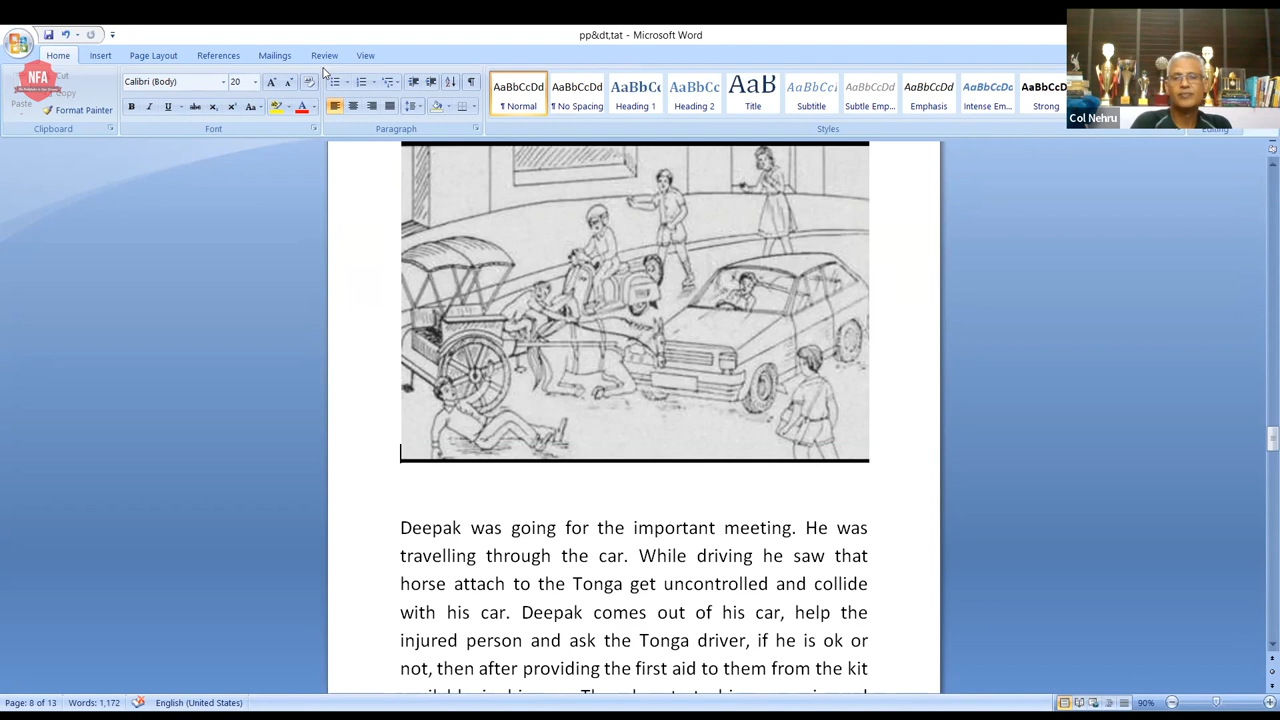 pp&dt,tat - Microsoft Word
Home Insert Page Layout References Mailings Review View
Cut
Copy
Paste
Format Painter
Clipboard
NFA
Calibri (Body) 20
Font
Paragraph
AaBbCcDd AaBbCcDd AaBbCc AaBbCc AaB AaBbCc AaBbCcDd AaBbCcDd AaBbCcDd AaBbCcD
¶ Normal ¶ No Spacing Heading 1 Heading 2 Title Subtitle Subtle Emp... Emphasis Intense Em... Strong
Styles
Editing
Col Nehru
Deepak was going for the important meeting. He was
travelling through the car. While driving he saw that
horse attach to the Tonga get uncontrolled and collide
with his car. Deepak comes out of his car, help the
injured person and ask the Tonga driver, if he is ok or
not, then after providing the first aid to them from the kit
Page: 8 of 13 Words: 1,172 English (United States) 90%